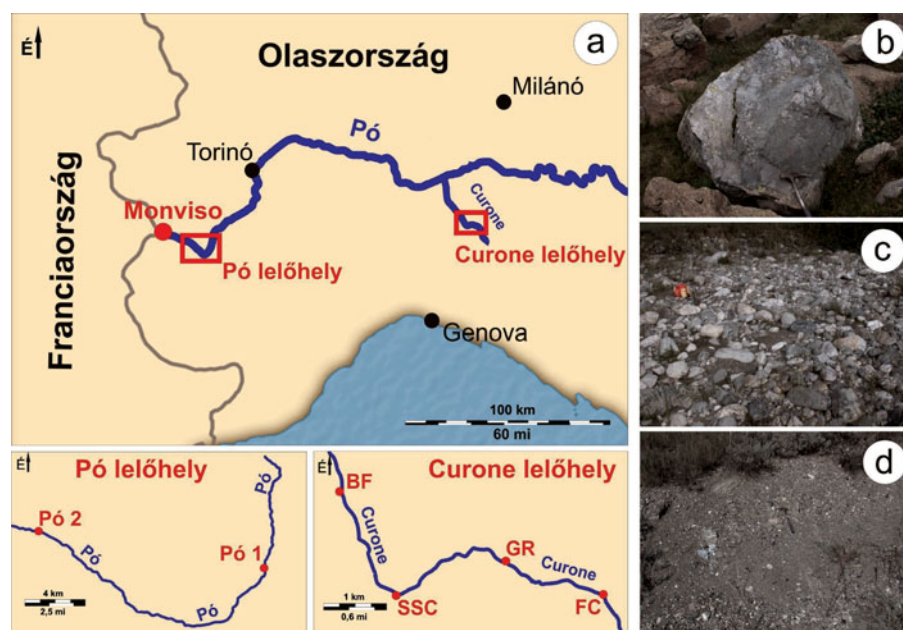 É
Olaszország
a
Milánó
Pó
Torinó
Curone
Monviso
Pó lelőhely
Curone lelőhely
Franciaország
Genova
100 km
60 mi
b
c
d
É
Pó lelőhely
Pó
Pó 2
Pó
Pó 1
Pó
4 km
2,5 mi
É
Curone lelőhely
BF
Curone
GR
Curone
SSC
FC
1 km
0,6 mi